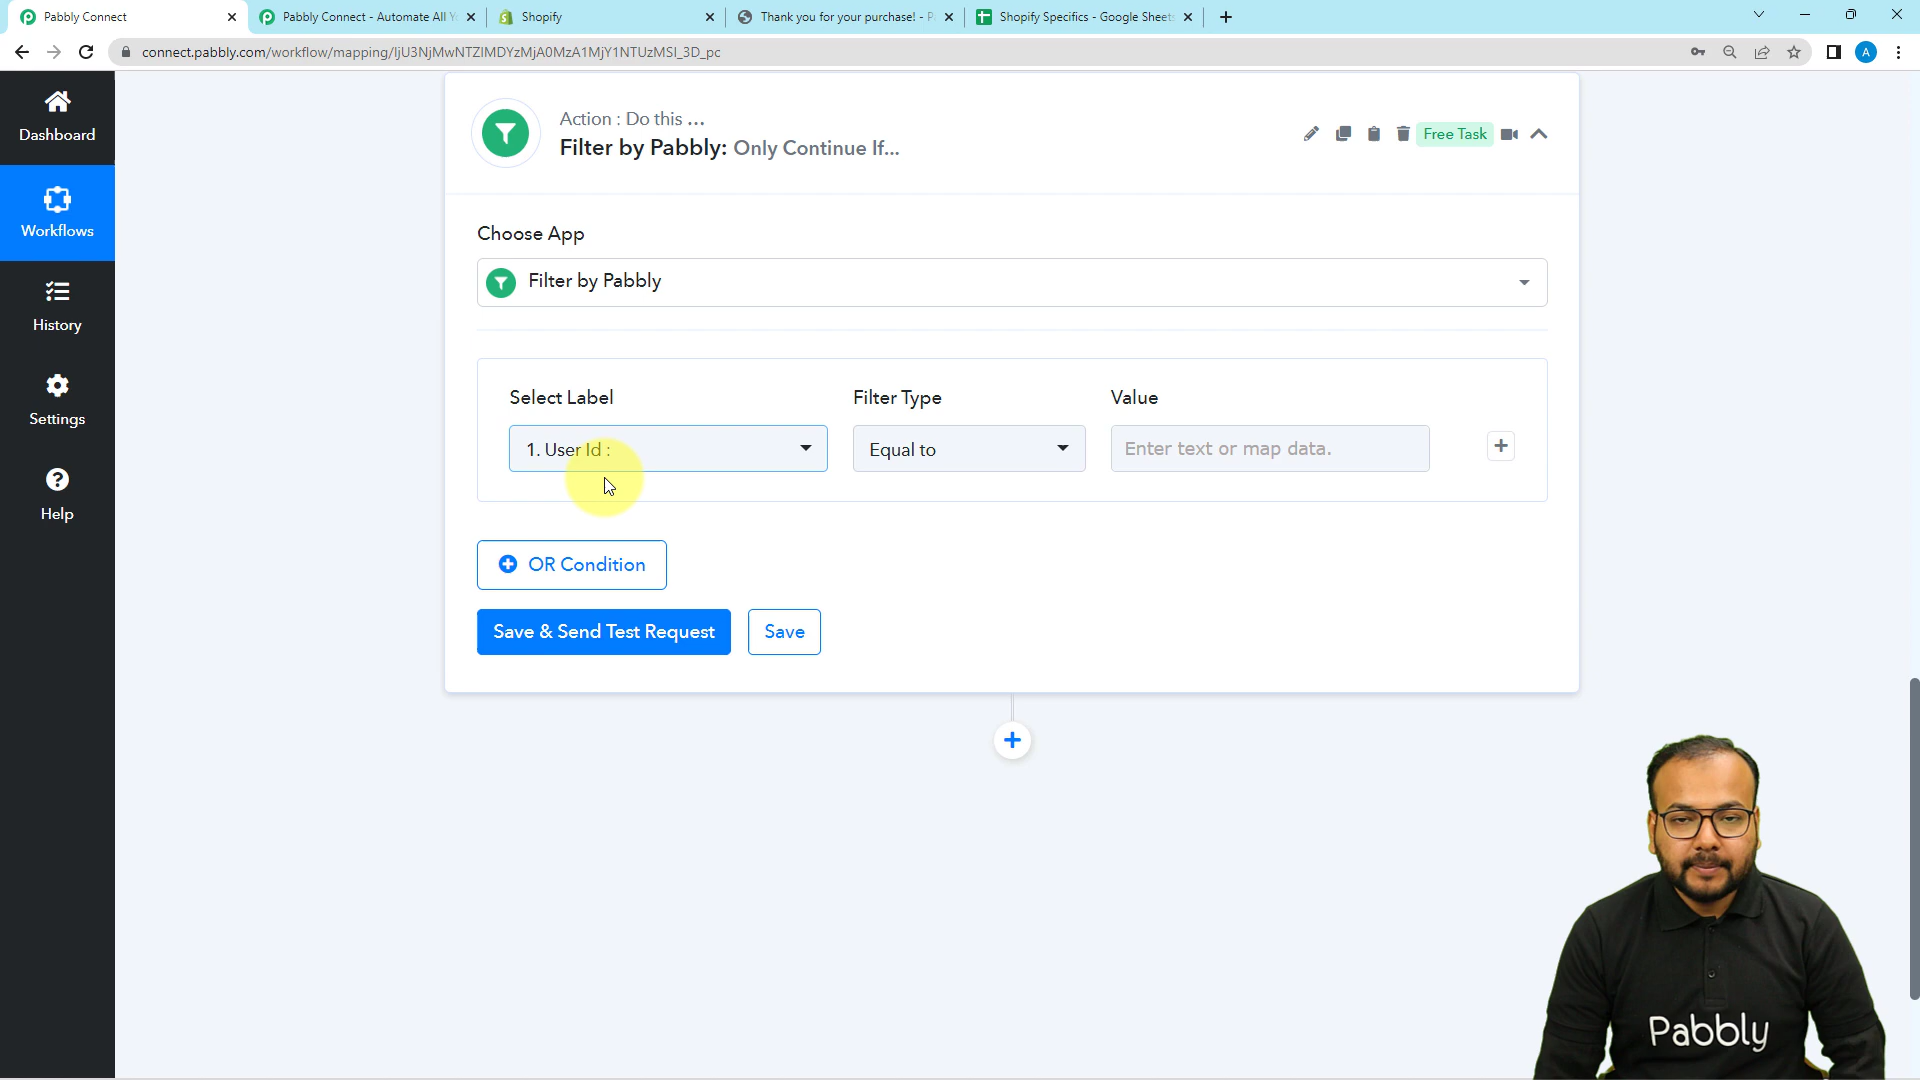 Pabbly Connect
Pabbly Connect - Automate All Y
Shopify
Thank you for your purchase! - P
Shopify Specifics - Google Sheets
connect.pabbly.com/workflow/mapping/IjU3NjMwNTZlMDYzMjA0MzA1MjY1NTUzMSI_3D_pc
A
Dashboard
Workflows
History
Settings
Help
Action : Do this ...
Filter by Pabbly: Only Continue If...
Free Task
Choose App
Filter by Pabbly
Select Label
Filter Type
Value
1. User Id :
Equal to
Enter text or map data.
OR Condition
Save & Send Test Request
Save
Pabbly